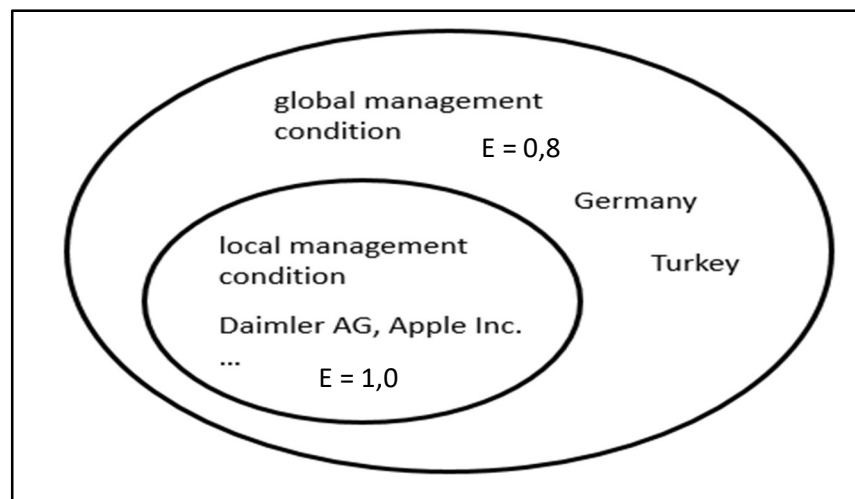 global management
condition
E = 0,8
Germany
Turkey
local management
condition
Daimler AG, Apple Inc.
...
E = 1,0